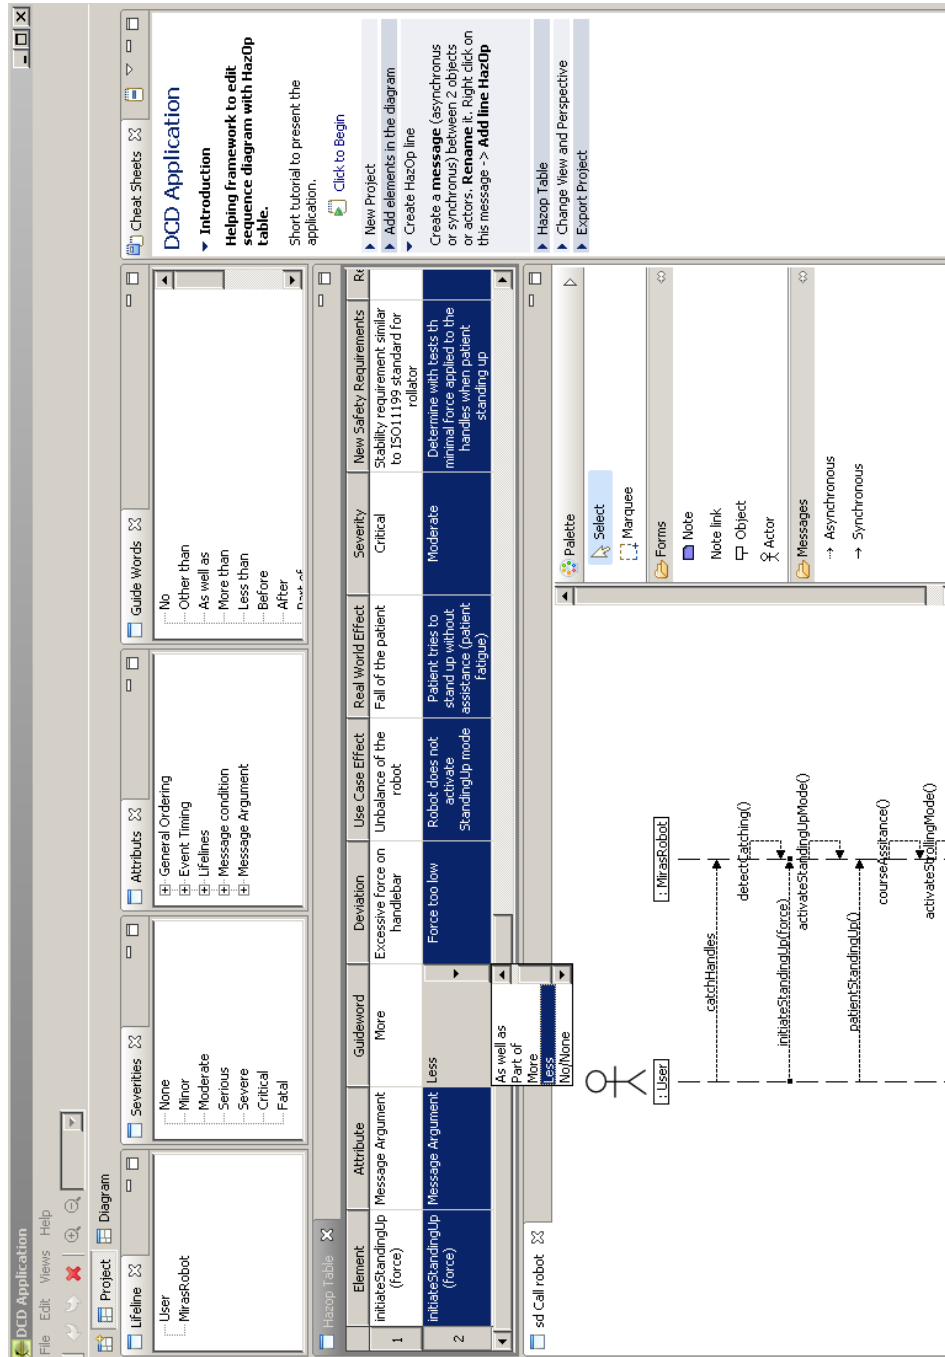 DCD Application
File Edit Views Help
Project
Diagram
Lifeline
User
MirasRobot
Severities
None
Minor
Moderate
Serious
Severe
Critical
Fatal
Attributs
General Ordering
Event Timing
Lifelines
Message condition
Message Argument
Guide Words
No
Other than
As well as
More than
Less than
Before
After
Part of
Cheat Sheets
DCD Application
Introduction
Helping framework to edit
sequence diagram with HazOp
table.
Short tutorial to present the
application.
Click to Begin
New Project
Add elements in the diagram
Create HazOp line
Create a message (asynchronus
or synchronus) between 2 objects
or actors. Rename it. Right click on
this message -> Add line HazOp
Hazop Table
Change View and Perspective
Export Project
Hazop Table
Element Attribute Guideword Deviation Use Case Effect Real World Effect Severity New Safety Requirements Re
1
initiateStandingUp
(force)
Message Argument
More
Excessive force on
handlebar
Unbalance of the
robot
Fall of the patient
Critical
Stability requirement similar
to ISO11199 standard for
rollator
2
initiateStandingUp
(force)
Message Argument
Less
Force too low
Robot does not
activate
StandingUp mode
Patient tries to
stand up without
assistance (patient
fatigue)
Moderate
Determine with tests th
minimal force applied to the
handles when patient
standing up
As well as
Part of
More
Less
No/None
sd Call robot
: User
: MirasRobot
catchHandles
detectCatching()
initiateStandingUp(force)
activateStandingUpMode()
patientStandingUp()
courseAssitance()
activateStrollingMode()
Palette
Select
Marquee
Forms
Note
Note link
Object
Actor
Messages
Asynchronous
Synchronous